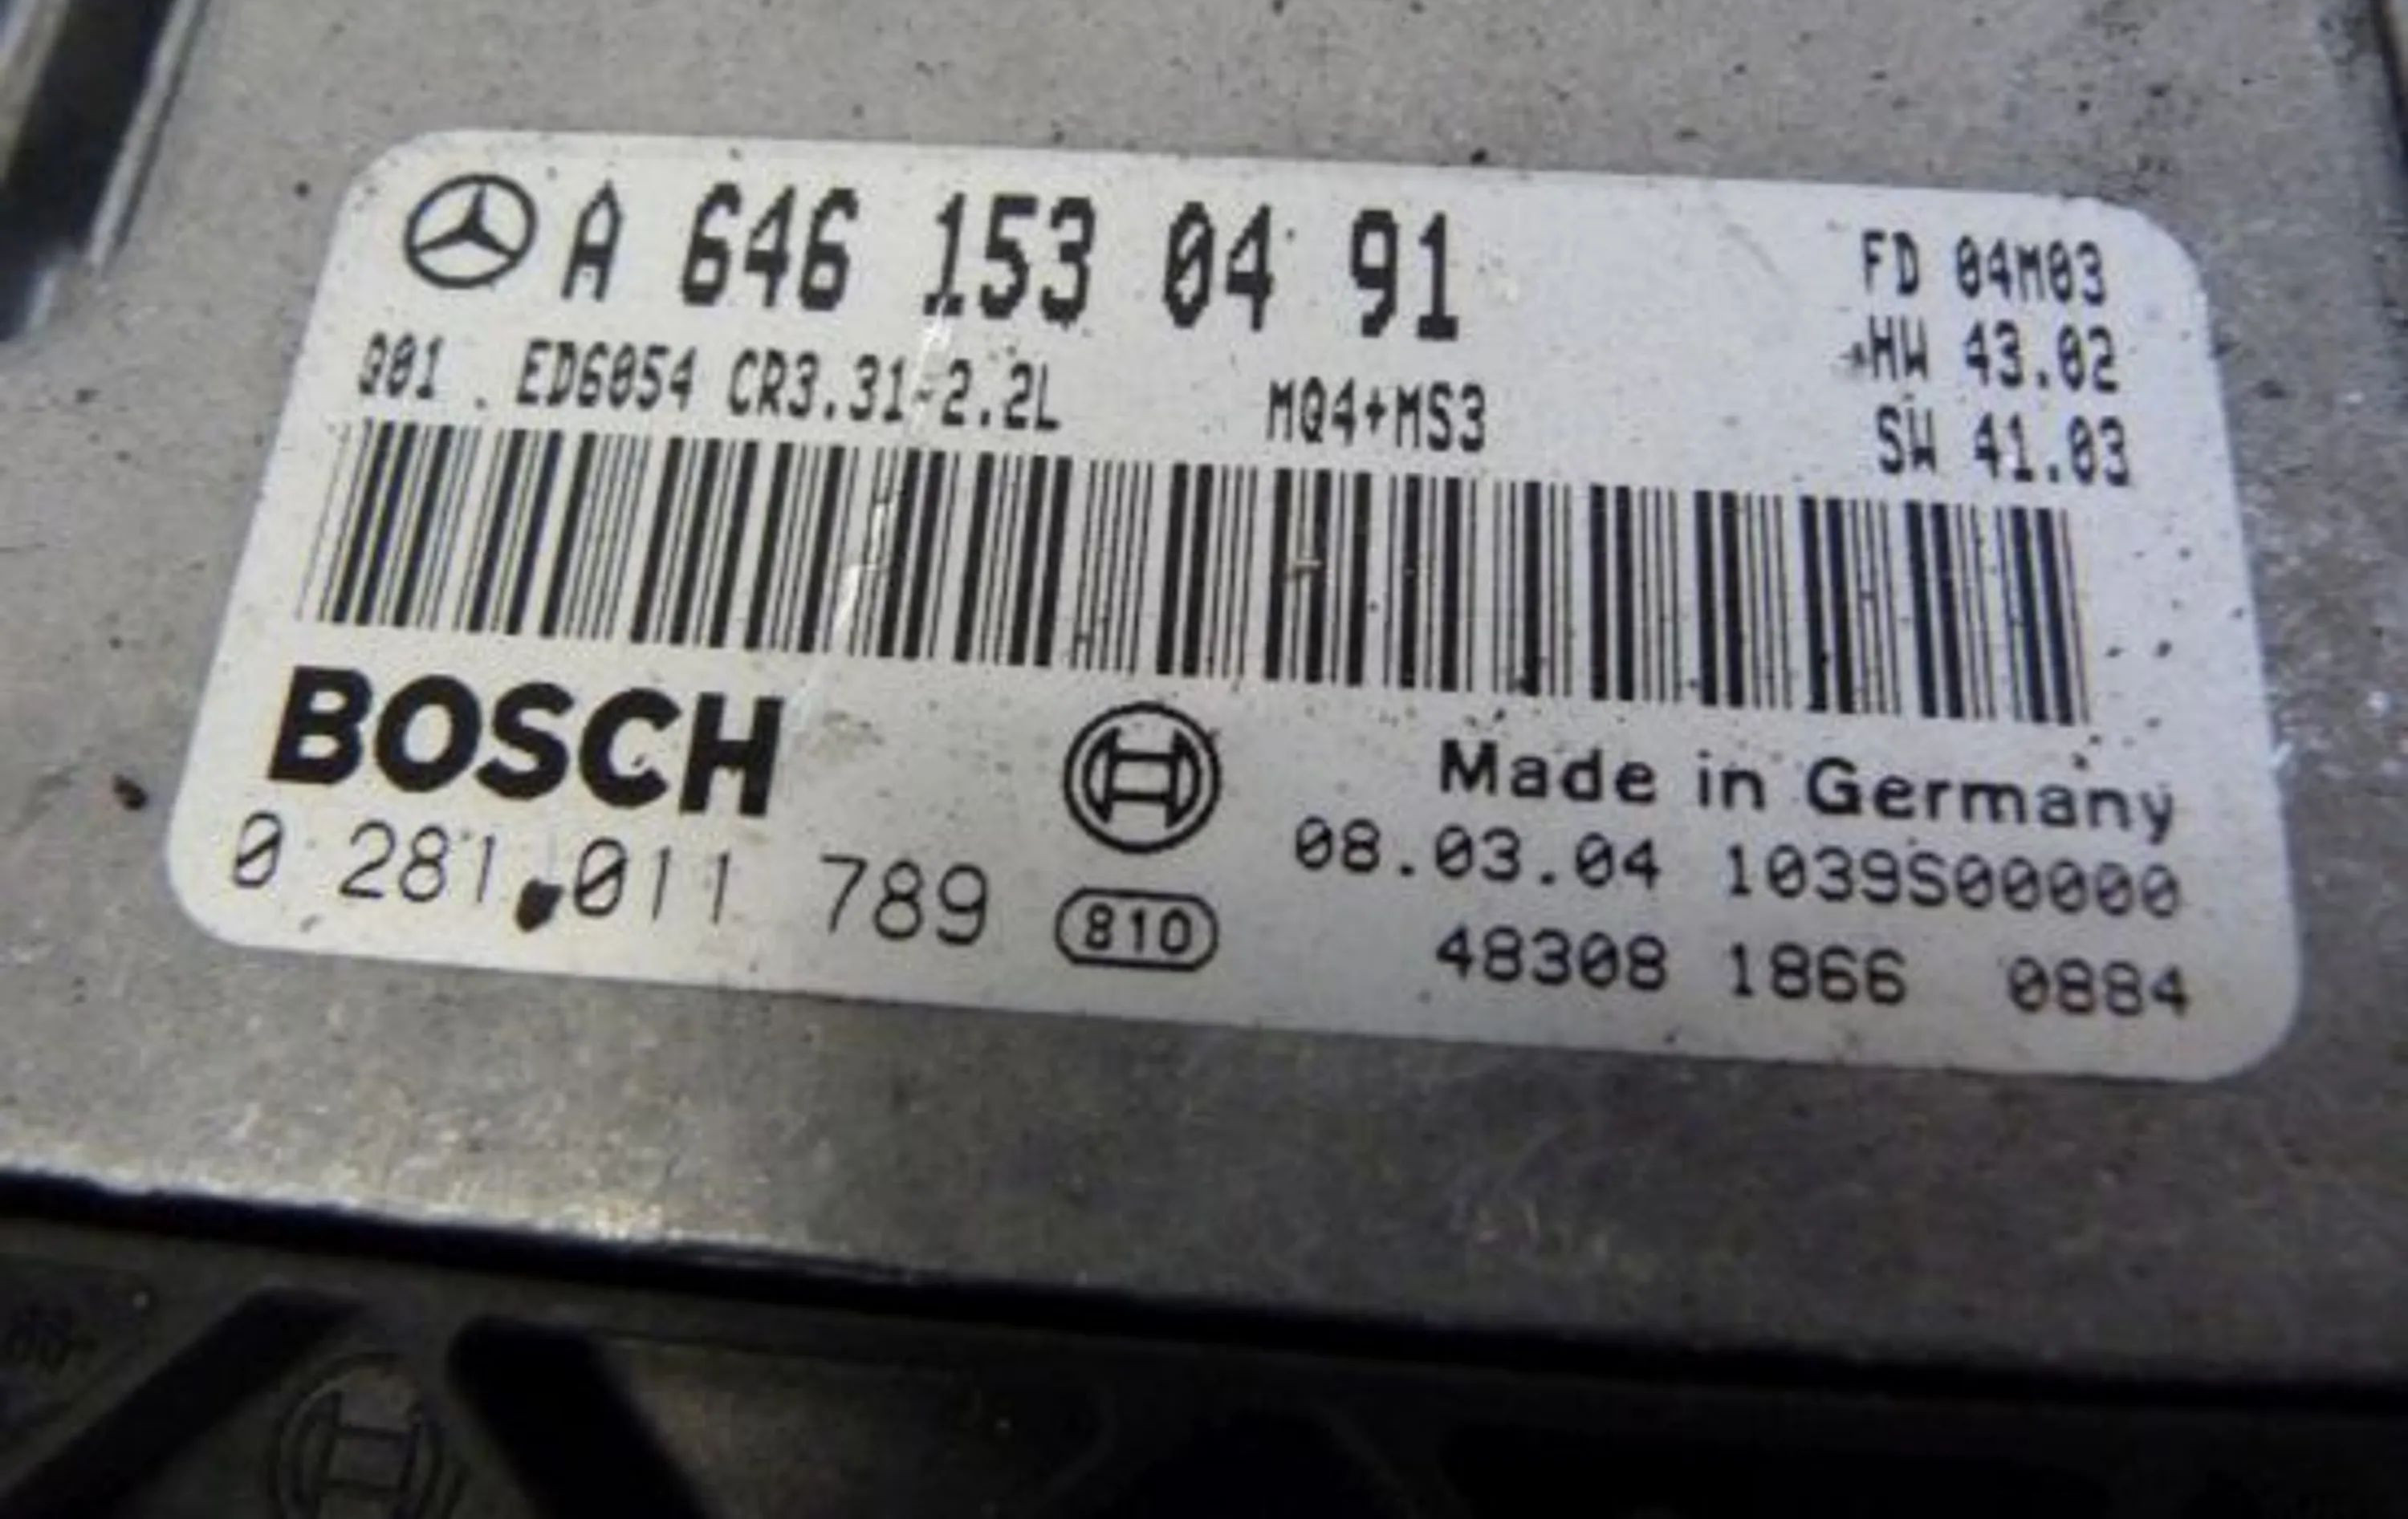 A 646 153 04 91
FD 04M03
HW 43.02
SW 41.03
ED6054 CR3.31-2.2L MQ4+MS3
BOSCH
Made in Germany
0 281 011 789
810
08.03.04 1039S00000
48308 1866 0884